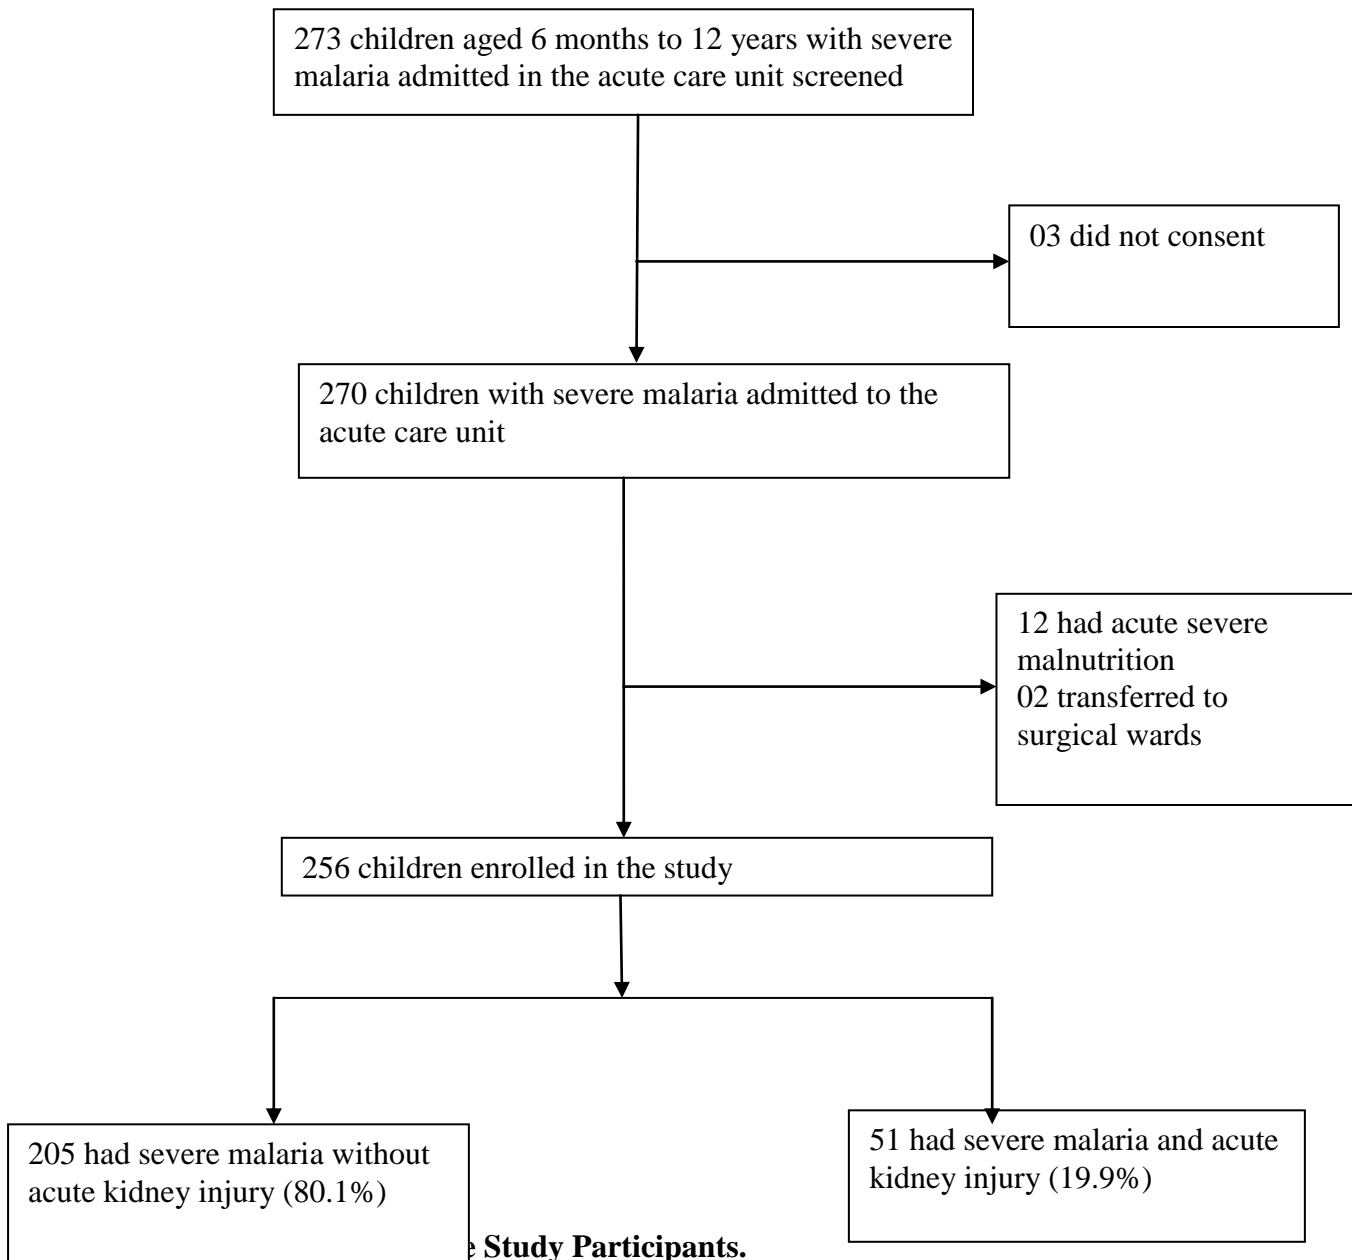 273 children aged 6 months to 12 years with severe
malaria admitted in the acute care unit screened
03 did not consent
270 children with severe malaria admitted to the
acute care unit
12 had acute severe
malnutrition
02 transferred to
surgical wards
256 children enrolled in the study
205 had severe malaria without
acute kidney injury (80.1%)
51 had severe malaria and acute
kidney injury (19.9%)
Study Participants.